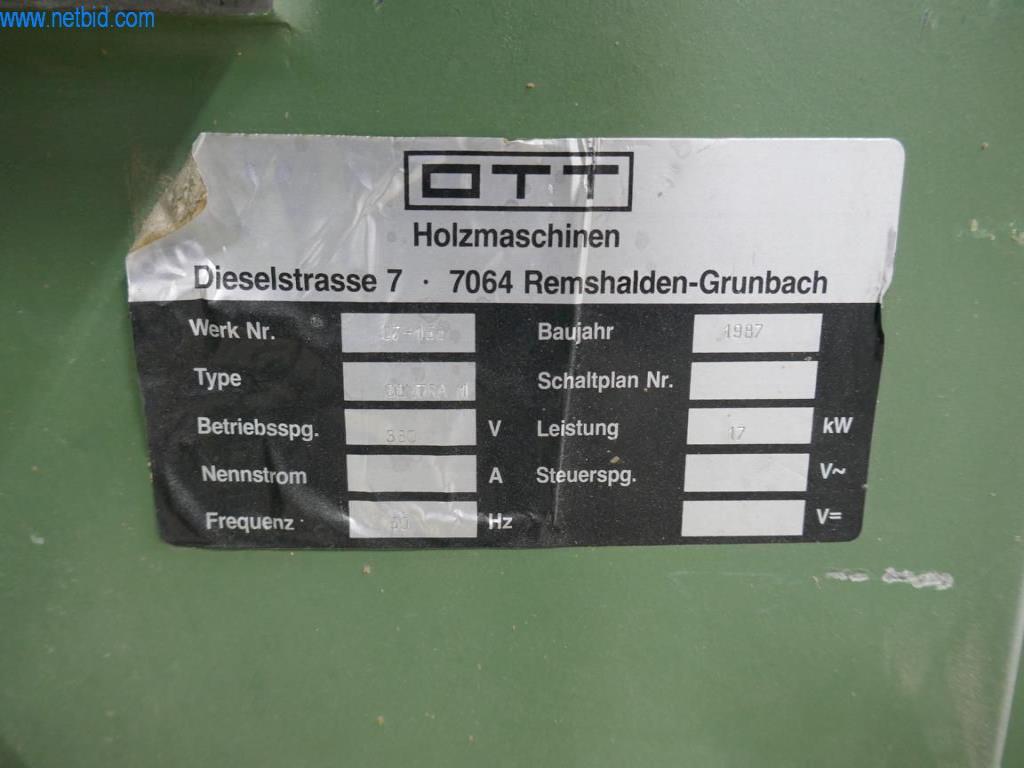 www.netbid.com
OTT
Holzmaschinen
Dieselstrasse 7 · 7064 Remshalden-Grunbach
Werk Nr. Baujahr 1987
Type Schaltplan Nr.
Betriebsspg. 380 V Leistung 17 kW
Nennstrom A Steuerspg. V~
Frequenz 50 Hz V=